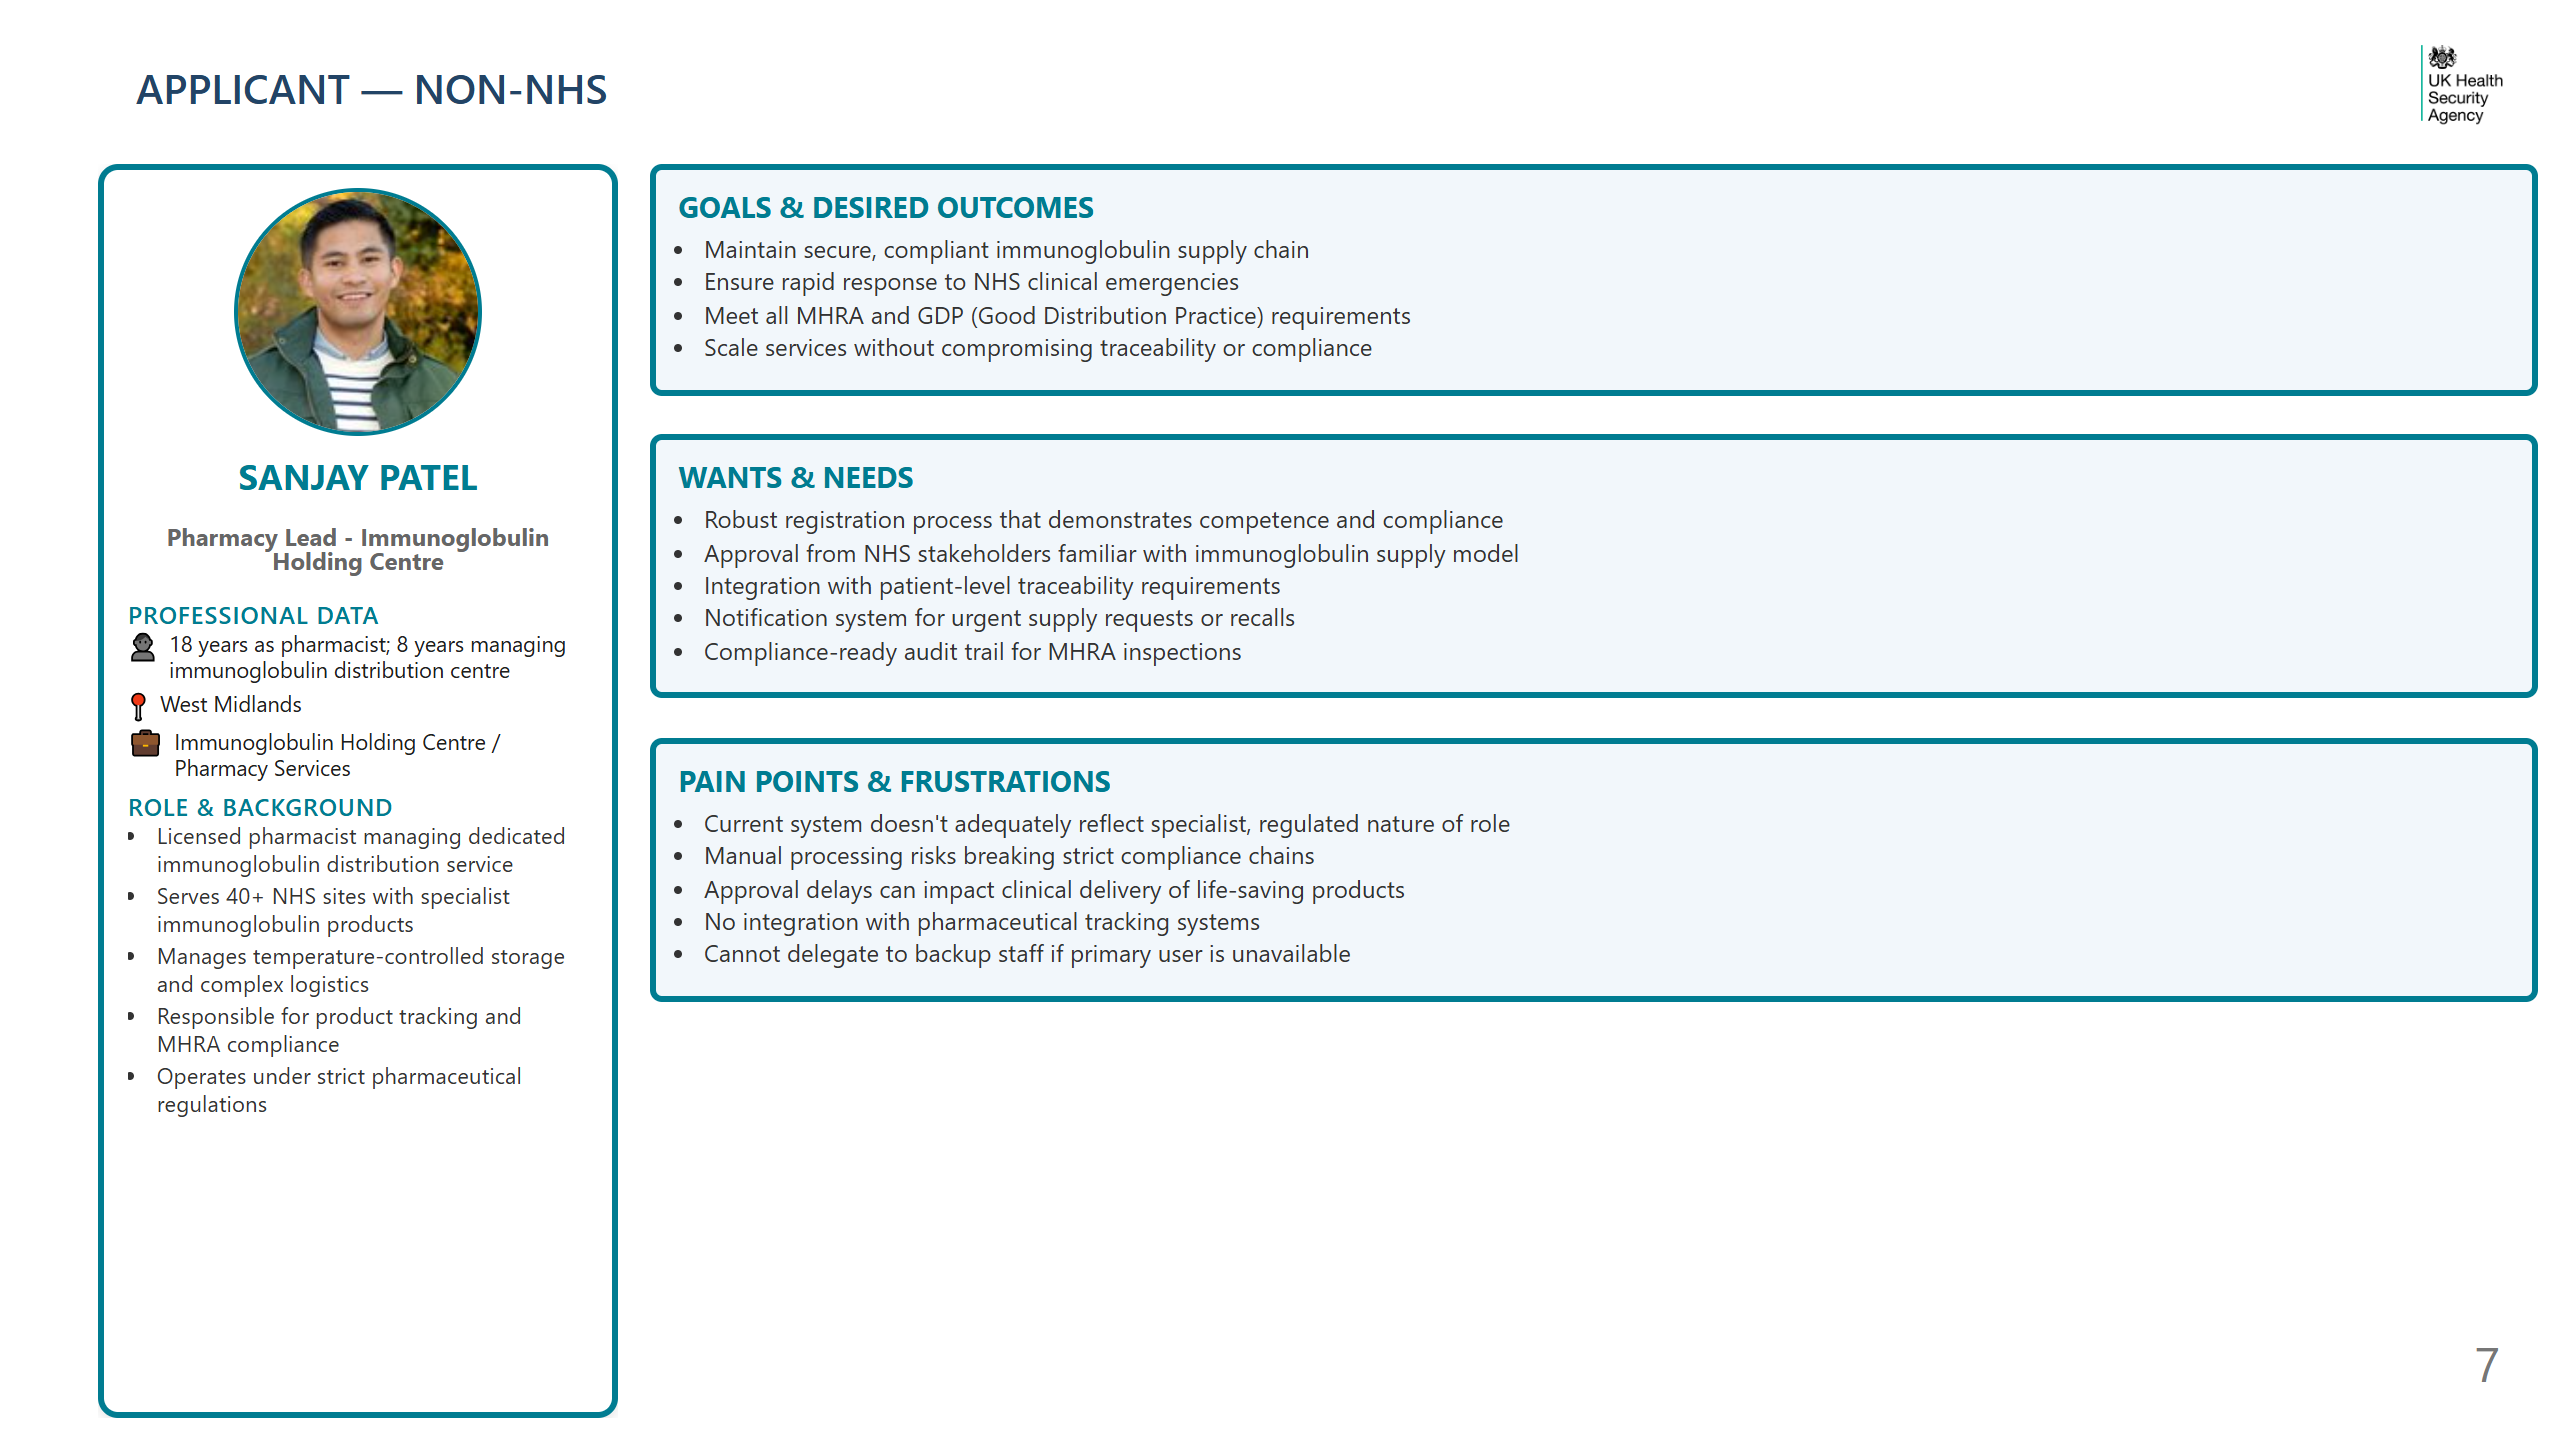 APPLICANT — NON-NHS
UK Health
Security
Agency
SANJAY PATEL
Pharmacy Lead - Immunoglobulin
Holding Centre
PROFESSIONAL DATA
18 years as pharmacist; 8 years managing
immunoglobulin distribution centre
West Midlands
Immunoglobulin Holding Centre /
Pharmacy Services
ROLE & BACKGROUND
• Licensed pharmacist managing dedicated
immunoglobulin distribution service
• Serves 40+ NHS sites with specialist
immunoglobulin products
• Manages temperature-controlled storage
and complex logistics
• Responsible for product tracking and
MHRA compliance
• Operates under strict pharmaceutical
regulations
GOALS & DESIRED OUTCOMES
• Maintain secure, compliant immunoglobulin supply chain
• Ensure rapid response to NHS clinical emergencies
• Meet all MHRA and GDP (Good Distribution Practice) requirements
• Scale services without compromising traceability or compliance
WANTS & NEEDS
• Robust registration process that demonstrates competence and compliance
• Approval from NHS stakeholders familiar with immunoglobulin supply model
• Integration with patient-level traceability requirements
• Notification system for urgent supply requests or recalls
• Compliance-ready audit trail for MHRA inspections
PAIN POINTS & FRUSTRATIONS
• Current system doesn't adequately reflect specialist, regulated nature of role
• Manual processing risks breaking strict compliance chains
• Approval delays can impact clinical delivery of life-saving products
• No integration with pharmaceutical tracking systems
• Cannot delegate to backup staff if primary user is unavailable
7